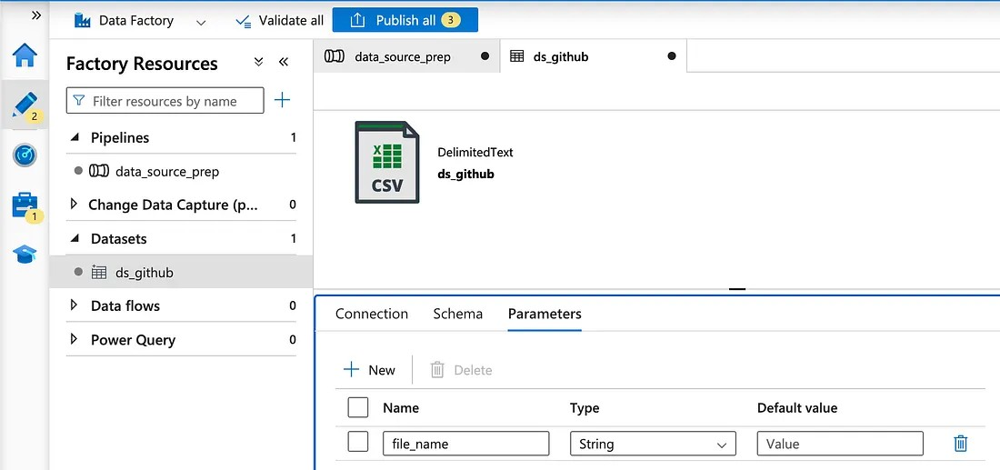 Data Factory
Validate all
Publish all 3
Factory Resources
Filter resources by name
Pipelines 1
data_source_prep
Change Data Capture (p... 0
Datasets 1
ds_github
Data flows 0
Power Query 0
2
1
data_source_prep
ds_github
CSV
DelimitedText
ds_github
Connection Schema Parameters
New Delete
Name Type Default value
file_name String Value